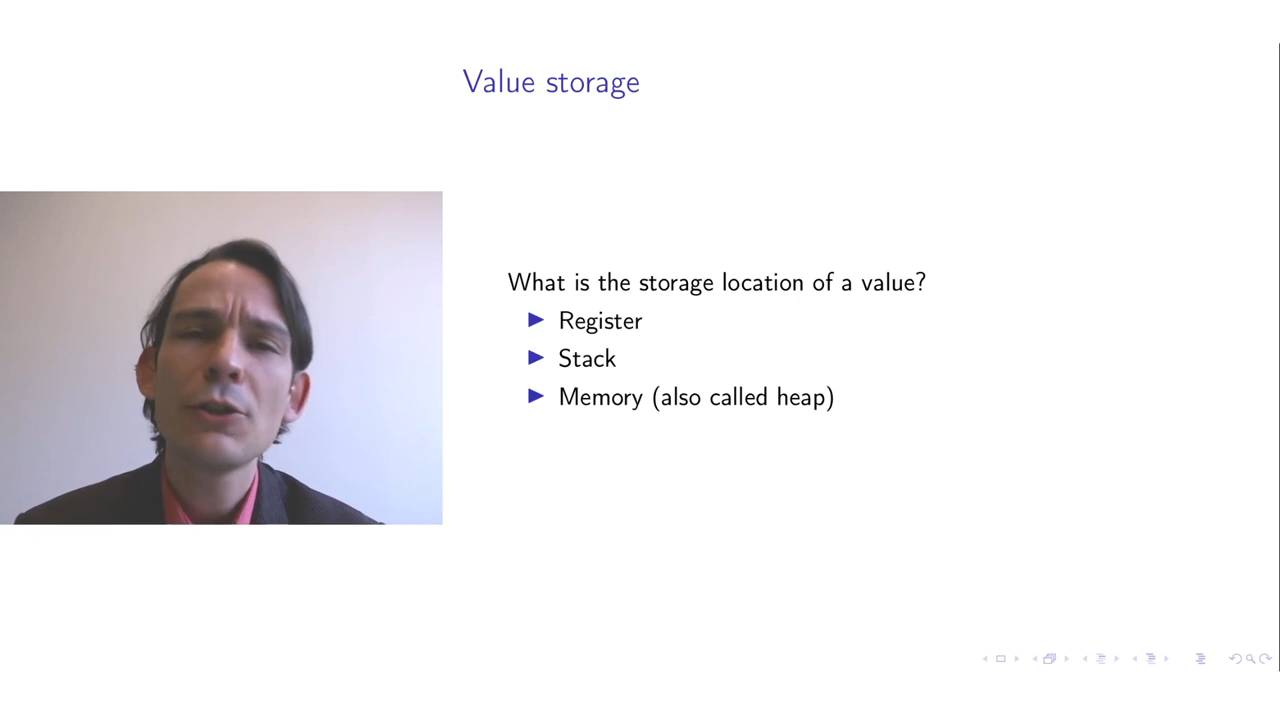 Value storage
What is the storage location of a value?
Register
Stack
Memory (also called heap)